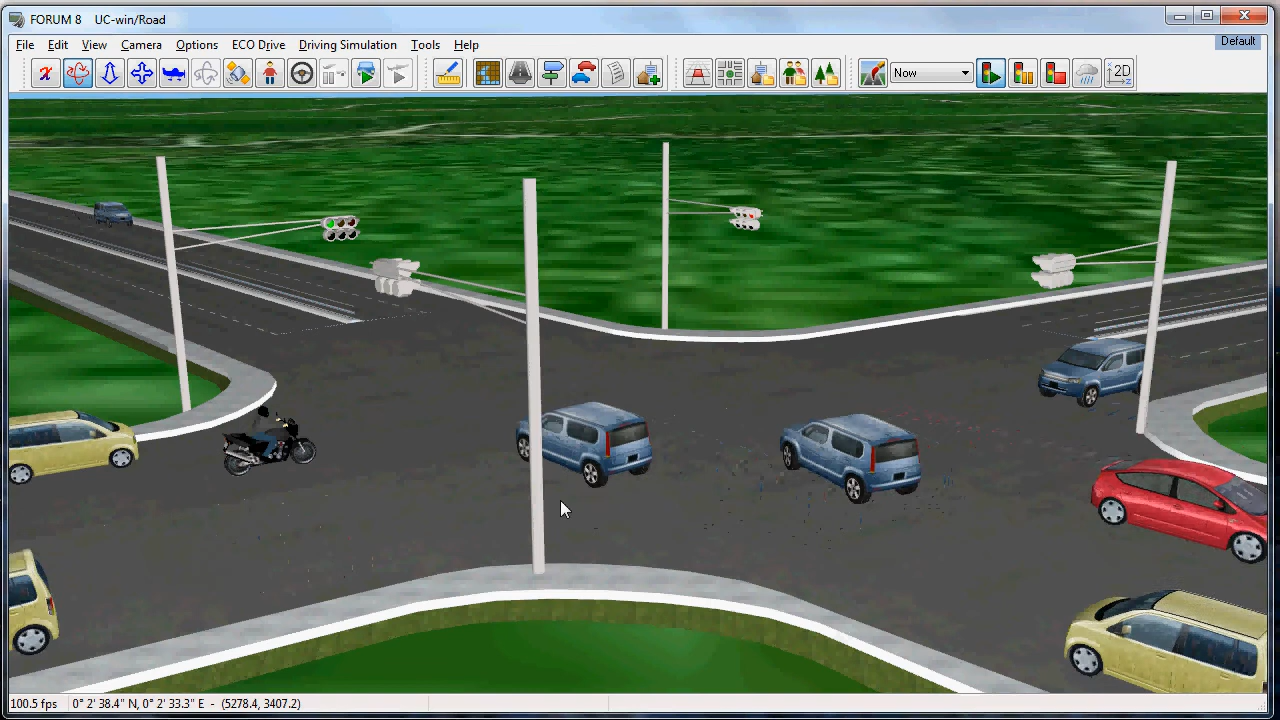 FORUM 8    UC-win/Road
File Edit View Camera Options ECO Drive Driving Simulation Tools Help
Default
x Now 2D
100.5 fps 0° 2' 38.4" N, 0° 2' 33.3" E - (5278.4, 3407.2)